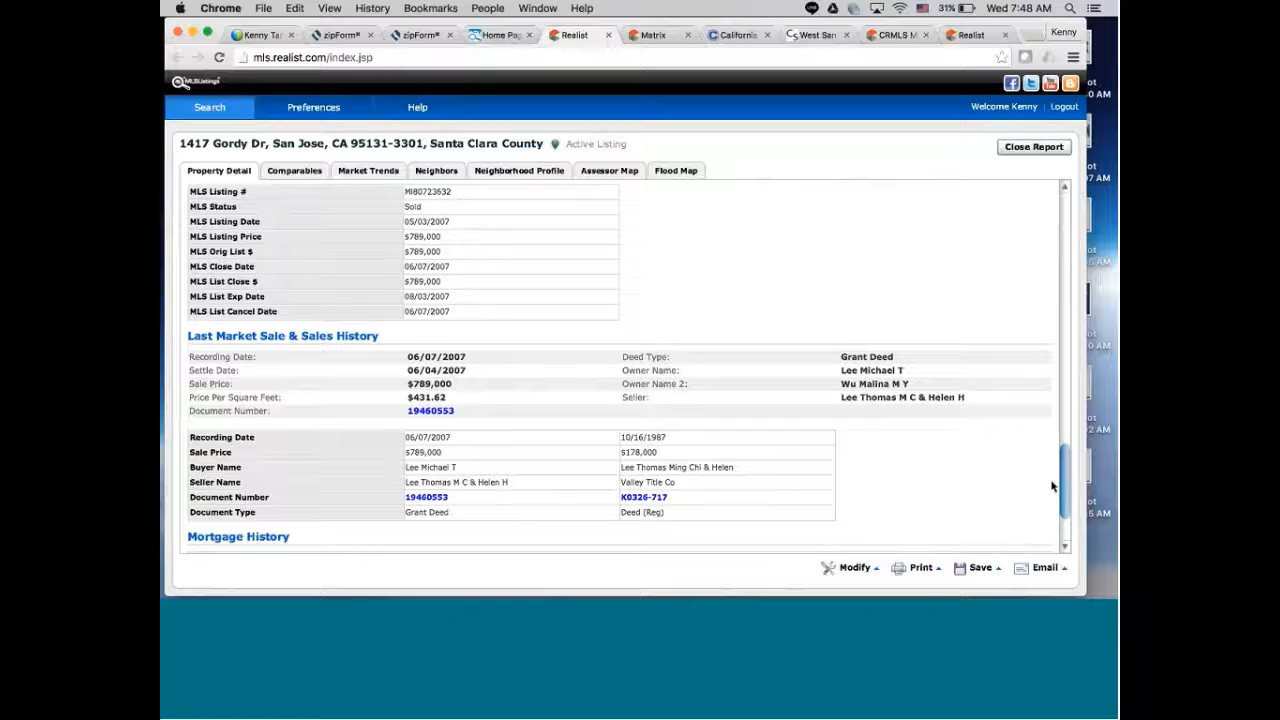 Chrome File Edit View History Bookmarks People Window Help 31% Wed 7:48 AM
Kenny Ta zipForm® zipForm® Home Pag Realist Matrix California West San CRMLS M Realist Kenny
mls.realist.com/index.jsp
MLSListings
Search Preferences Help Welcome Kenny | Logout
1417 Gordy Dr, San Jose, CA 95131-3301, Santa Clara County Active Listing Close Report
Property Detail Comparables Market Trends Neighbors Neighborhood Profile Assessor Map Flood Map
MLS Listing # Ml80723632
MLS Status Sold
MLS Listing Date 05/03/2007
MLS Listing Price $789,000
MLS Orig List $ $789,000
MLS Close Date 06/07/2007
MLS List Close $ $789,000
MLS List Exp Date 08/03/2007
MLS List Cancel Date 06/07/2007
Last Market Sale & Sales History
Recording Date: 06/07/2007 Deed Type: Grant Deed
Settle Date: 06/04/2007 Owner Name: Lee Michael T
Sale Price: $789,000 Owner Name 2: Wu Malina M Y
Price Per Square Feet: $431.62 Seller: Lee Thomas M C & Helen H
Document Number: 19460553
Recording Date 06/07/2007 10/16/1987
Sale Price $789,000 $178,000
Buyer Name Lee Michael T Lee Thomas Ming Chi & Helen
Seller Name Lee Thomas M C & Helen H Valley Title Co
Document Number 19460553 K0326-717
Document Type Grant Deed Deed (Reg)
Mortgage History
Modify Print Save Email